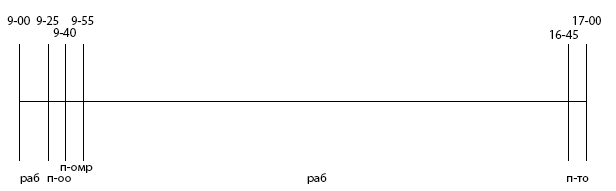 9-00 9-25 9-55 17-00
9-40 16-45
п-омр
раб п-оо раб п-то